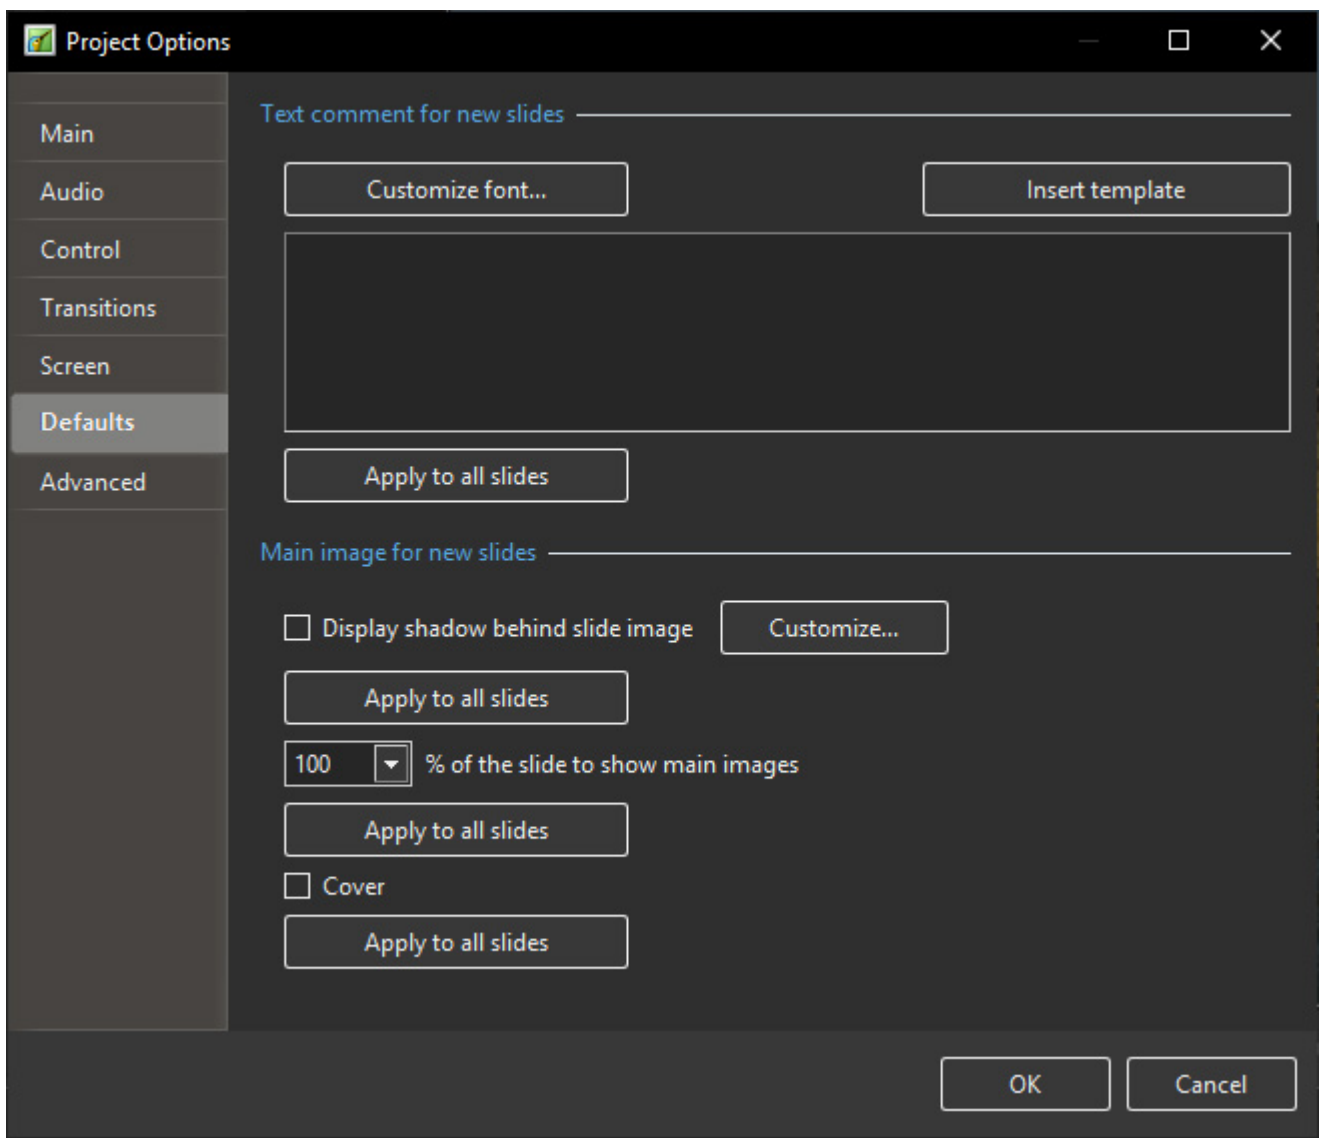 Project Options
Main
Audio
Control
Transitions
Screen
Defaults
Advanced
Text comment for new slides
Customize font... Insert template
Apply to all slides
Main image for new slides
Display shadow behind slide image Customize...
Apply to all slides
100 % of the slide to show main images
Apply to all slides
Cover
Apply to all slides
OK Cancel